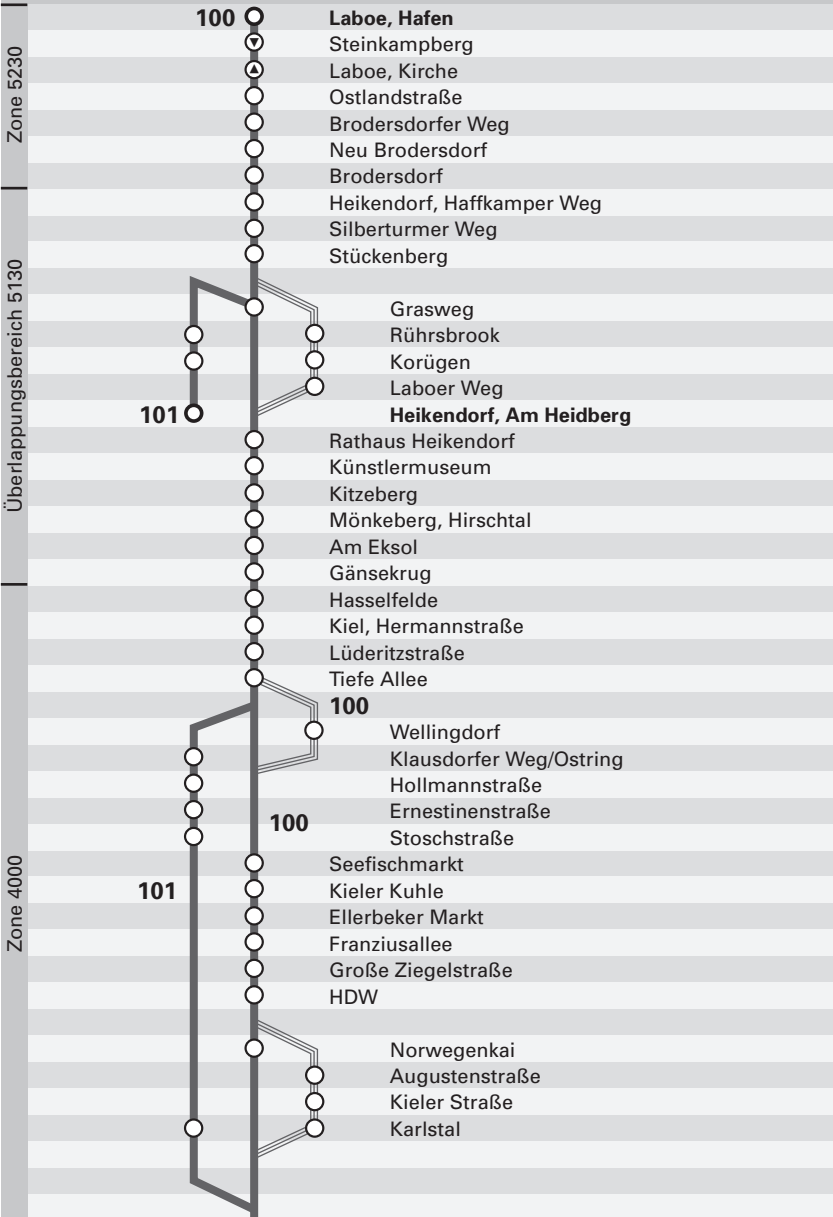 Zone 5230
100 Laboe, Hafen
Steinkampberg
Laboe, Kirche
Ostlandstraße
Brodersdorfer Weg
Neu Brodersdorf
Brodersdorf
Überlappungsbereich 5130
Heikendorf, Haffkamper Weg
Silberturmer Weg
Stückenberg
Grasweg
Rührsbrook
Korügen
Laboer Weg
101 Heikendorf, Am Heidberg
Rathaus Heikendorf
Künstlermuseum
Kitzeberg
Mönkeberg, Hirschtal
Am Eksol
Gänsekrug
Zone 4000
Hasselfelde
Kiel, Hermannstraße
Lüderitzstraße
Tiefe Allee
100
Wellingdorf
Klausdorfer Weg/Ostring
Hollmannstraße
Ernestinenstraße
100
Stoschstraße
Seefischmarkt
101 Kieler Kuhle
Ellerbeker Markt
Franziusallee
Große Ziegelstraße
HDW
Norwegenkai
Augustenstraße
Kieler Straße
Karlstal